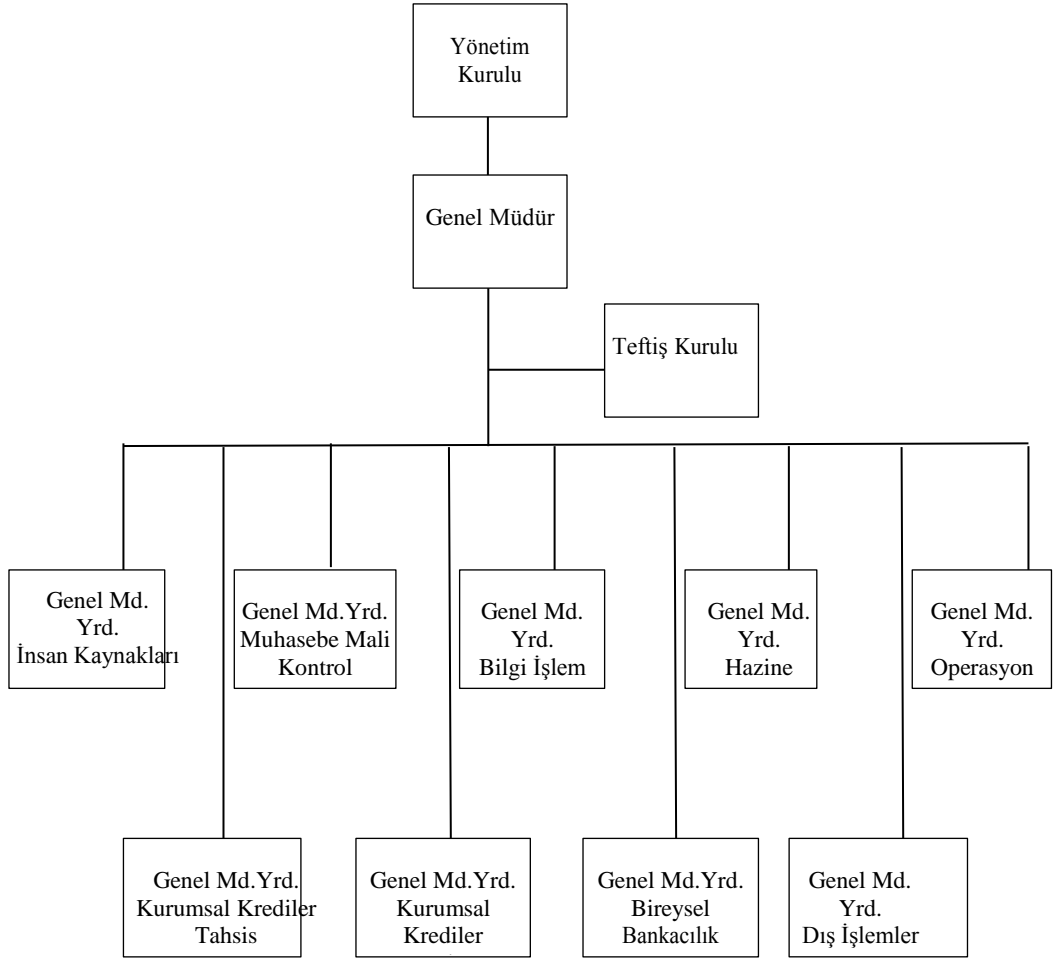 Yönetim
Kurulu
Genel Müdür
Teftiş Kurulu
Genel Md.
Yrd.
İnsan Kaynakları
Genel Md.Yrd.
Muhasebe Mali
Kontrol
Genel Md.
Yrd.
Bilgi İşlem
Genel Md.
Yrd.
Hazine
Genel Md.
Yrd.
Operasyon
Genel Md.Yrd.
Kurumsal Krediler
Tahsis
Genel Md.Yrd.
Kurumsal
Krediler
Genel Md.Yrd.
Bireysel
Bankacılık
Genel Md.
Yrd.
Dış İşlemler